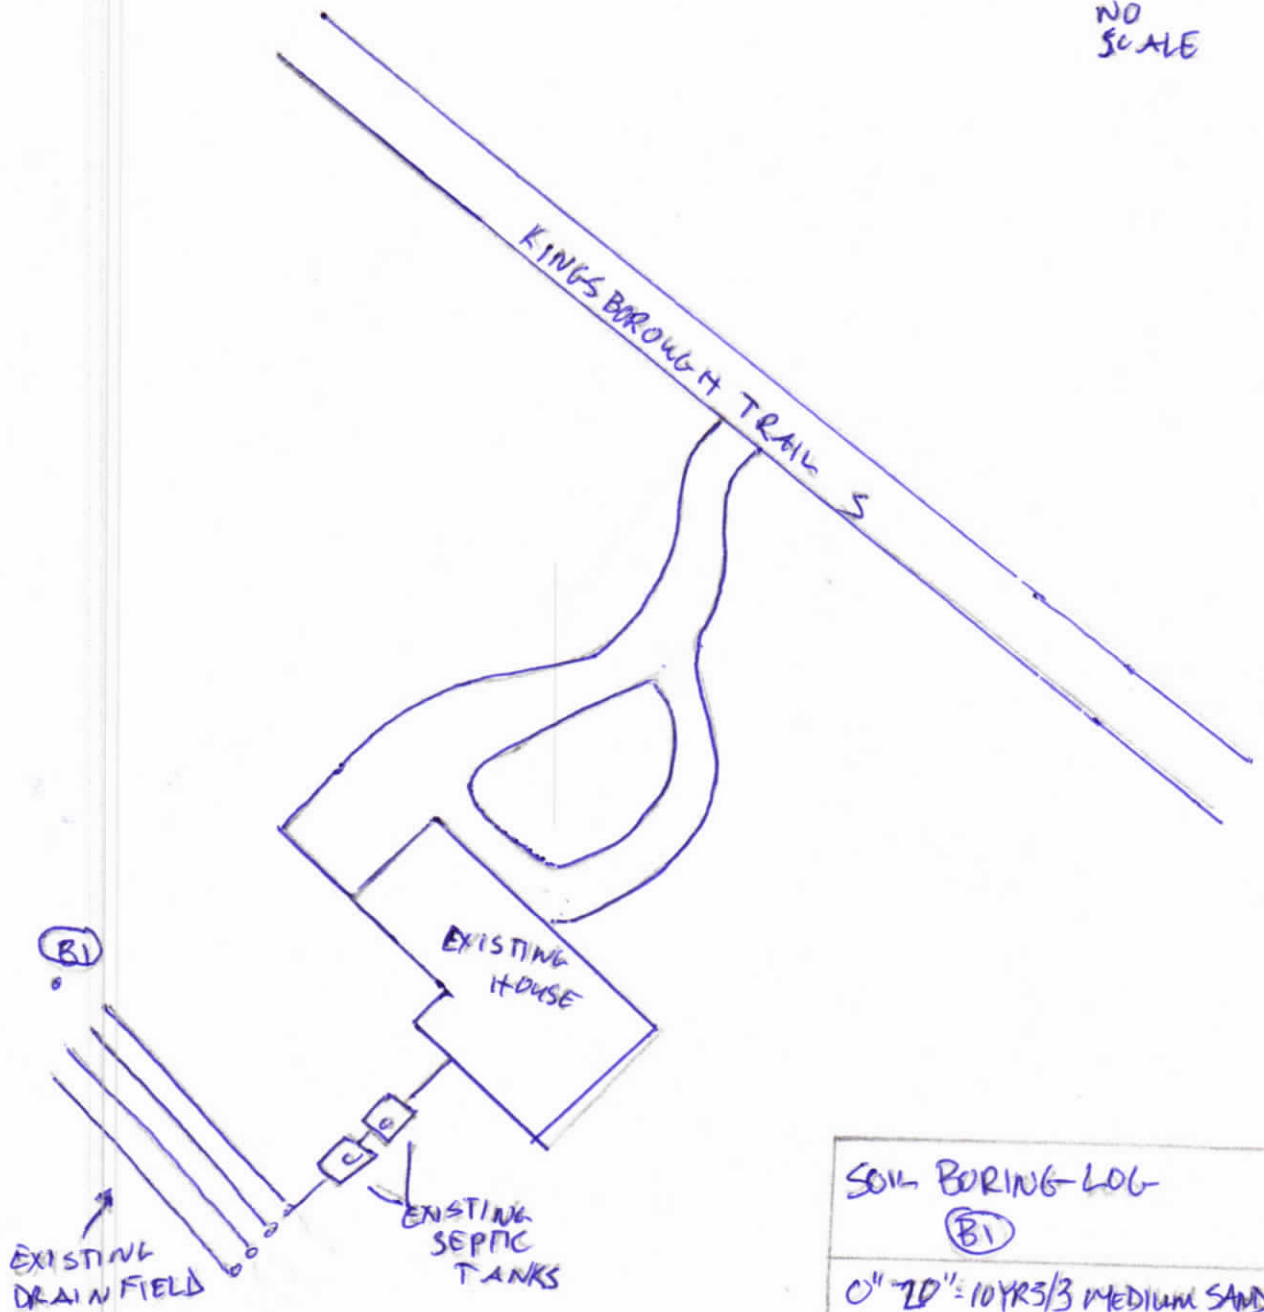 NO
SCALE
KINGSBOROUGH TRAIL S
B1
EXISTING
HOUSE
EXISTING
SEPTIC
TANKS
EXISTING
DRAIN FIELD
SOIL BORING LOG
B1
0" 20": 10YR3/3 MEDIUM SAND